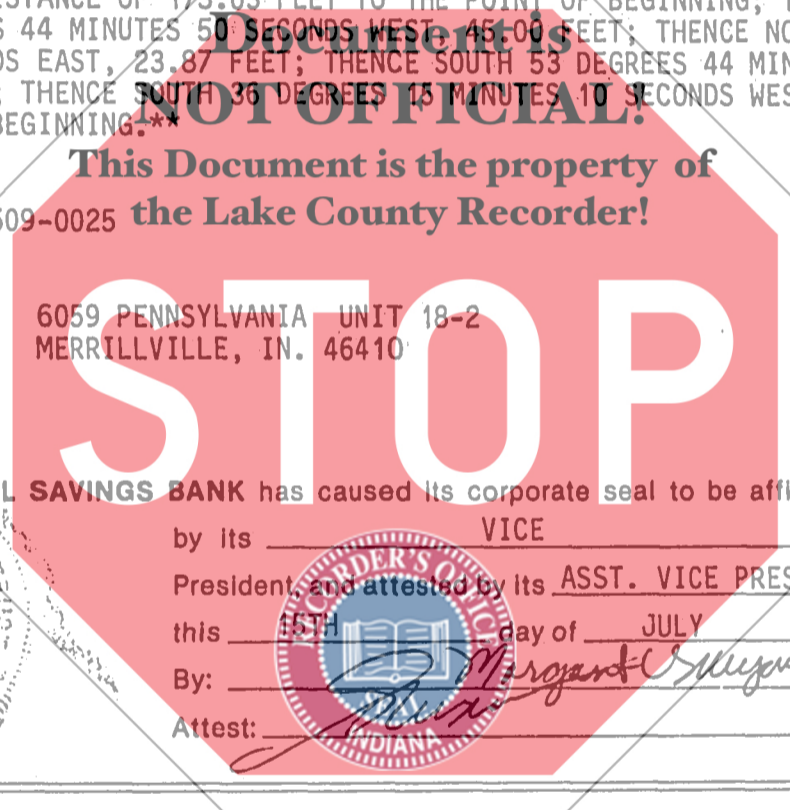 STANCE OF 173.63 FEET TO THE POINT OF BEGINNING;
44 MINUTES 50 SECONDS WEST, 45.00 FEET; THENCE NO
S EAST, 23.87 FEET; THENCE SOUTH 53 DEGREES 44 MIN
THENCE SOUTH 36 DEGREES 15 MINUTES 10 SECONDS WES
BEGINNING.**
Document is
NOT OFFICIAL!
This Document is the property of
the Lake County Recorder!
509-0025
6059 PENNSYLVANIA UNIT 18-2
MERRILLVILLE, IN. 46410
STOP
L SAVINGS BANK has caused its corporate seal to be affi
by its VICE
President, and attested by its ASST. VICE PRES
this 15TH day of JULY
By: Margaret
Attest:
RECORDER'S OFFICE
SEAL
INDIANA